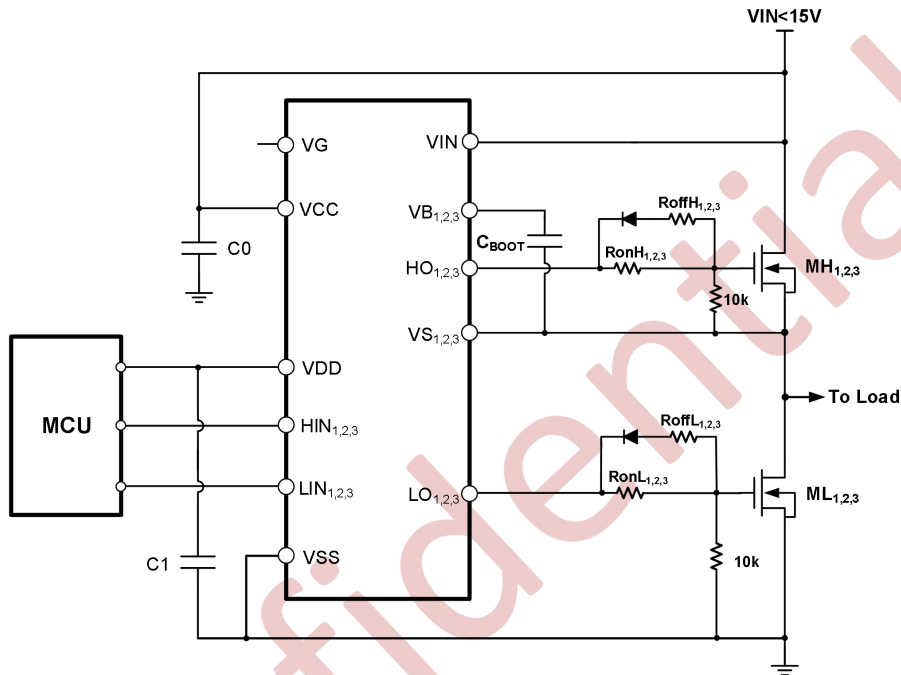 VIN<15V
VG
VIN
VCC
VB1,2,3
C0
CBOOT
RoffH1,2,3
HO1,2,3
RonH1,2,3
MH1,2,3
10k
VS1,2,3
VDD
MCU
HIN1,2,3
To Load
LIN1,2,3
LO1,2,3
RoffL1,2,3
RonL1,2,3
ML1,2,3
C1
VSS
10k
fidential